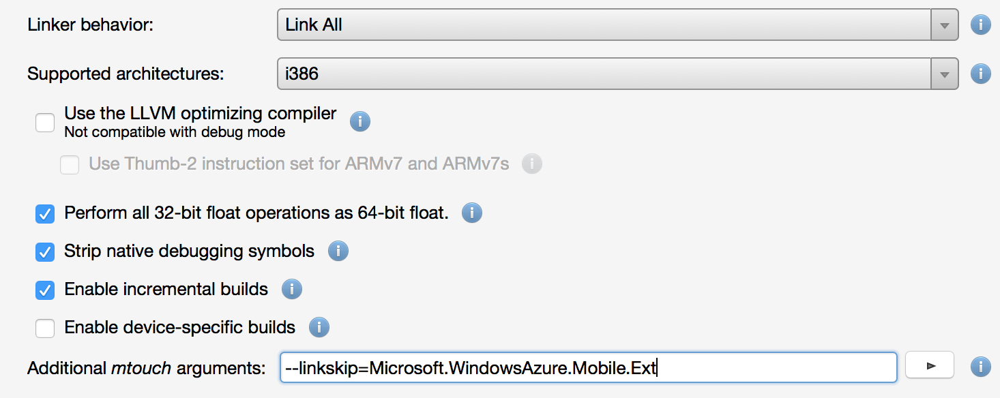 Linker behavior:
Link All
Supported architectures:
i386
Use the LLVM optimizing compiler
Not compatible with debug mode
Use Thumb-2 instruction set for ARMv7 and ARMv7s
Perform all 32-bit float operations as 64-bit float.
Strip native debugging symbols
Enable incremental builds
Enable device-specific builds
Additional mtouch arguments:
--linkskip=Microsoft.WindowsAzure.Mobile.Ext